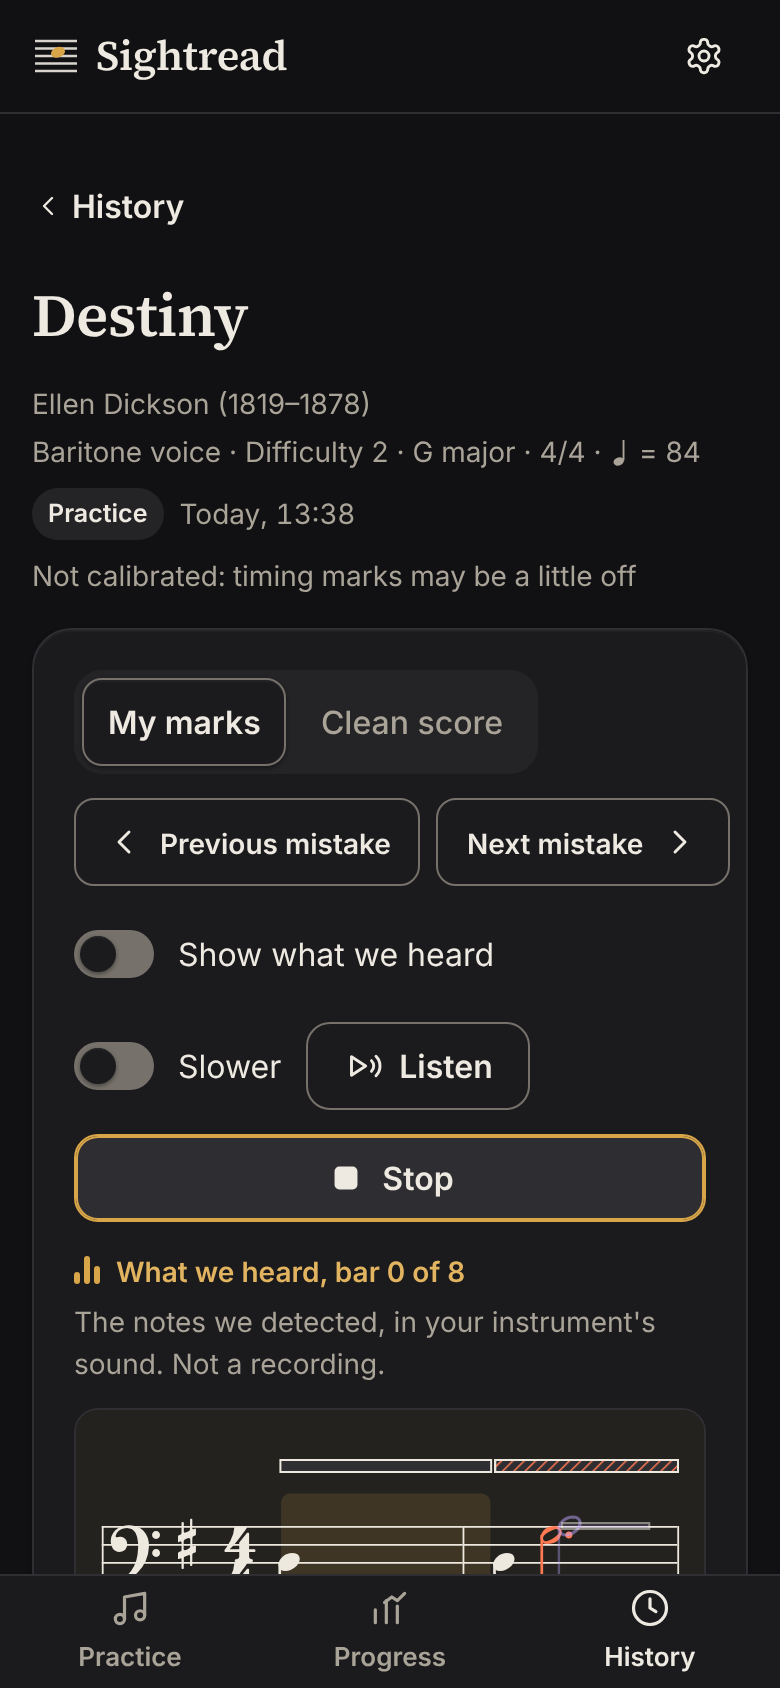 Sightread
History
Destiny
Ellen Dickson (1819–1878)
Baritone voice · Difficulty 2 · G major · 4/4 · ♩ = 84
Practice Today, 13:38
Not calibrated: timing marks may be a little off
My marks Clean score
Previous mistake Next mistake
Show what we heard
Slower Listen
Stop
What we heard, bar 0 of 8
The notes we detected, in your instrument's
sound. Not a recording.
Practice Progress History